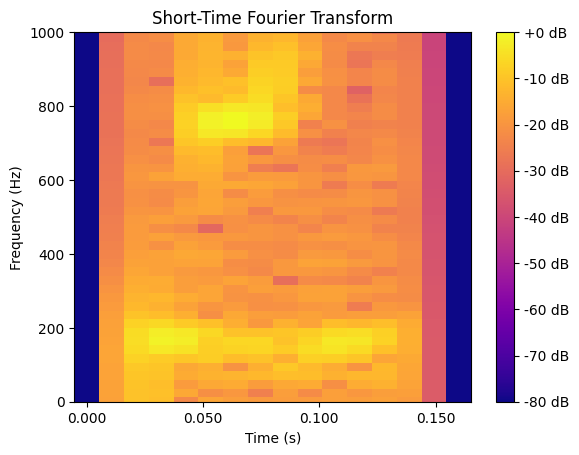 Short-Time Fourier Transform
Frequency (Hz)
1000
800
600
400
200
0
0.000
0.050
0.100
0.150
Time (s)
+0 dB
-10 dB
-20 dB
-30 dB
-40 dB
-50 dB
-60 dB
-70 dB
-80 dB